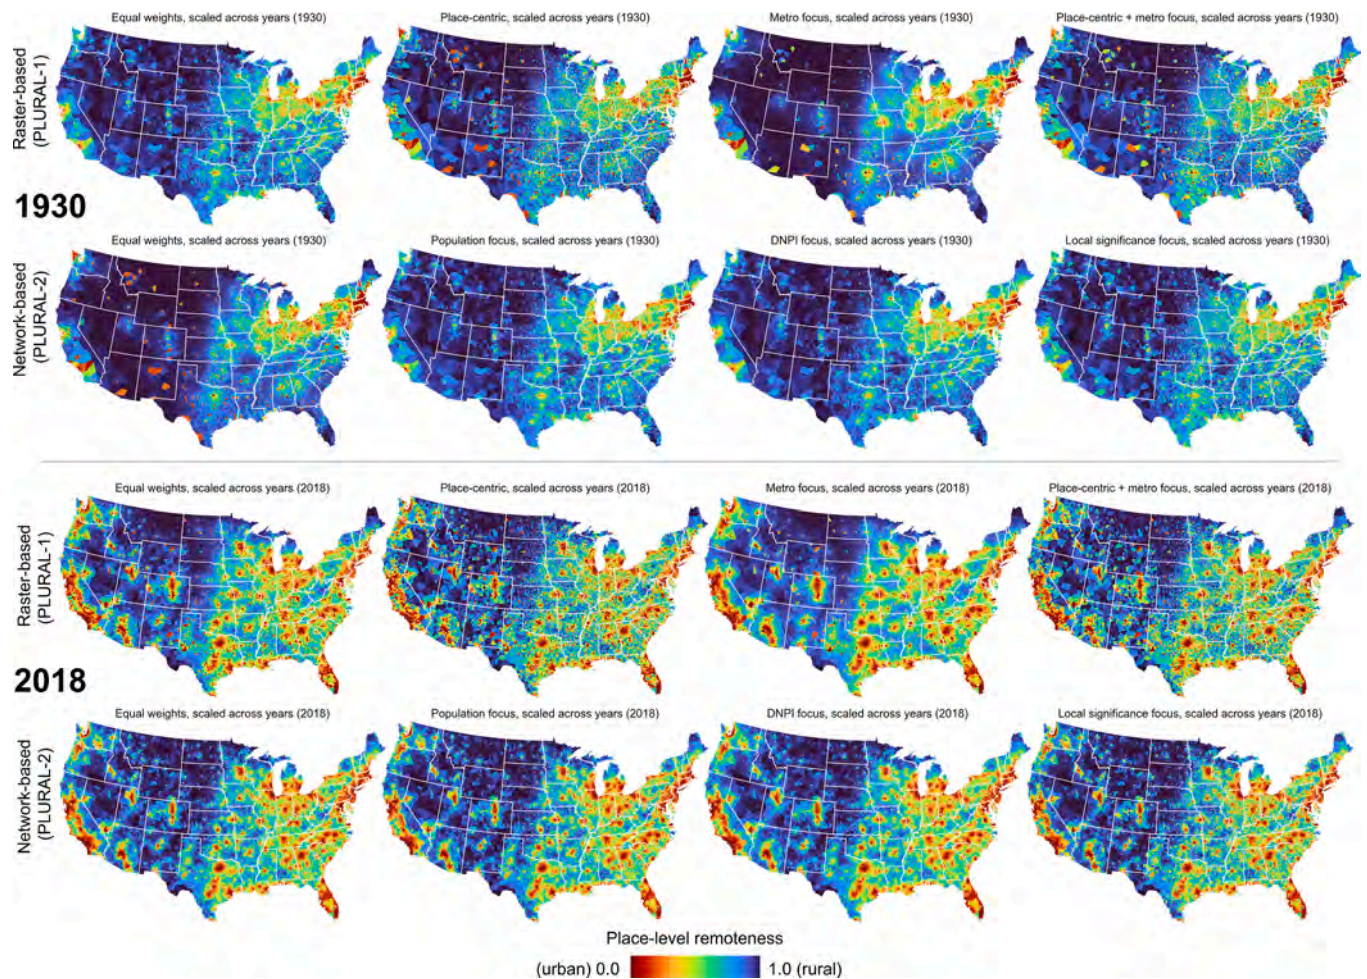 Equal weights, scaled across years (1930)
Place-centric, scaled across years (1930)
Metro focus, scaled across years (1930)
Place-centric + metro focus, scaled across years (1930)
Raster-based
(PLURAL-1)
1930
Equal weights, scaled across years (1930)
Population focus, scaled across years (1930)
DNPI focus, scaled across years (1930)
Local significance focus, scaled across years (1930)
Network-based
(PLURAL-2)
Equal weights, scaled across years (2018)
Place-centric, scaled across years (2018)
Metro focus, scaled across years (2018)
Place-centric + metro focus, scaled across years (2018)
Raster-based
(PLURAL-1)
2018
Equal weights, scaled across years (2018)
Population focus, scaled across years (2018)
DNPI focus, scaled across years (2018)
Local significance focus, scaled across years (2018)
Network-based
(PLURAL-2)
Place-level remoteness
(urban) 0.0 1.0 (rural)